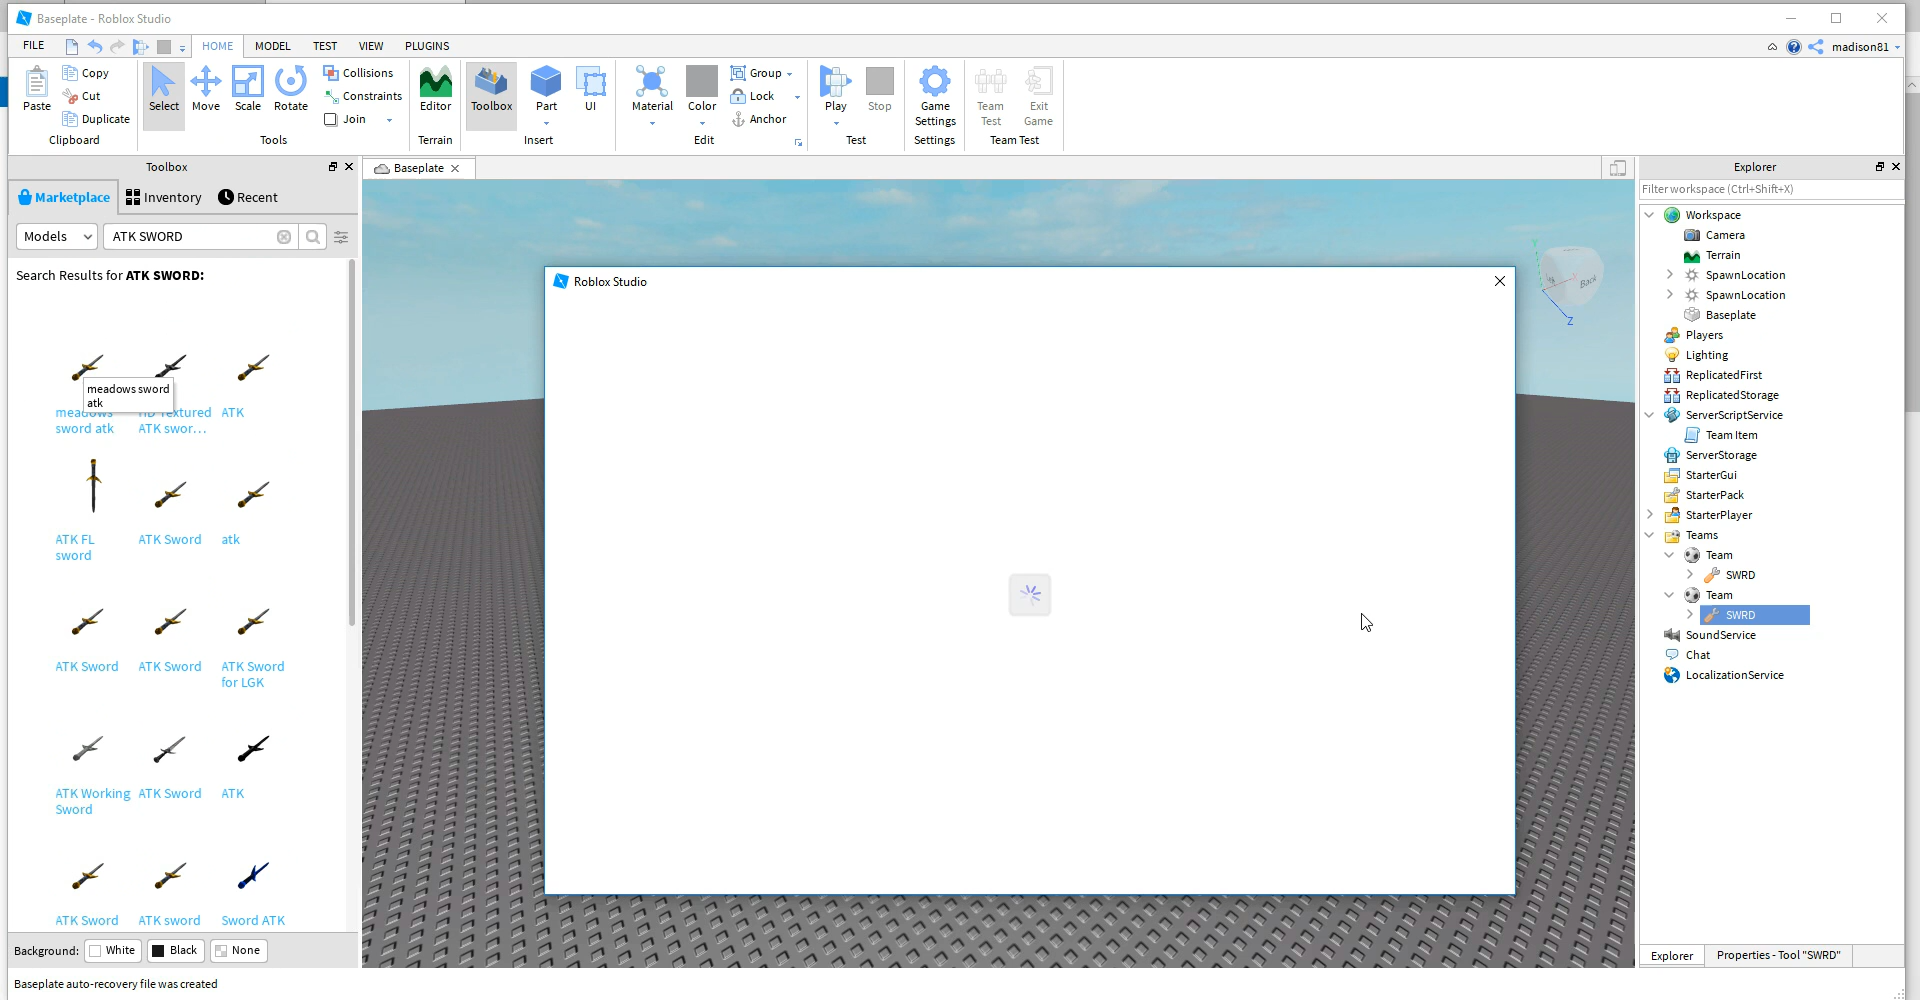 Baseplate - Roblox Studio
FILE
HOME
MODEL
TEST
VIEW
PLUGINS
madison81
Paste
Copy
Cut
Duplicate
Clipboard
Select
Move
Scale
Rotate
Collisions
Constraints
Join
Tools
Editor
Terrain
Toolbox
Part
UI
Insert
Material
Color
Group
Lock
Anchor
Edit
Play
Stop
Test
Game
Settings
Settings
Team
Test
Exit
Game
Team Test
Toolbox
Marketplace
Inventory
Recent
Models
ATK SWORD
Search Results for ATK SWORD:
meadows sword
atk
meadows
sword atk
HD Textured
ATK swor...
ATK
ATK FL
sword
ATK Sword
atk
ATK Sword
ATK Sword
ATK Sword
for LGK
ATK Working
Sword
ATK Sword
ATK
ATK Sword
ATK sword
Sword ATK
Background:
White
Black
None
Baseplate auto-recovery file was created
Baseplate
Roblox Studio
Y
Back
Z
Explorer
Filter workspace (Ctrl+Shift+X)
Workspace
Camera
Terrain
SpawnLocation
SpawnLocation
Baseplate
Players
Lighting
ReplicatedFirst
ReplicatedStorage
ServerScriptService
Team Item
ServerStorage
StarterGui
StarterPack
StarterPlayer
Teams
Team
SWRD
Team
SWRD
SoundService
Chat
LocalizationService
Explorer
Properties - Tool "SWRD"